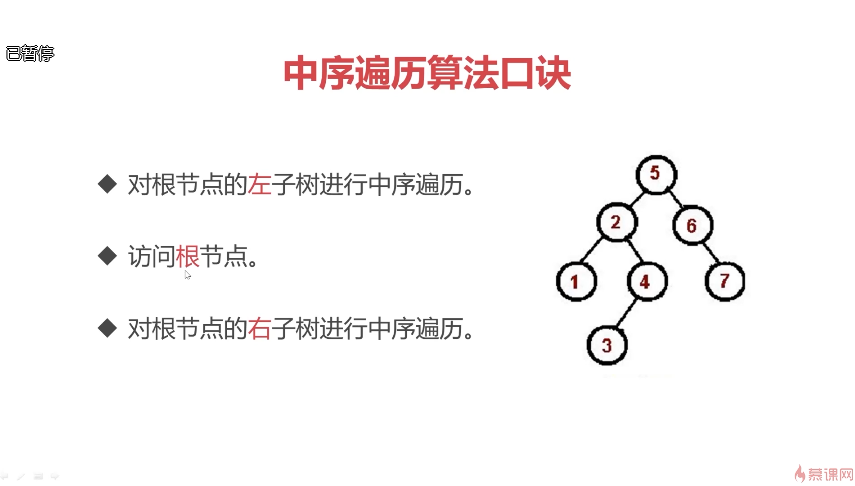 已暂停
中序遍历算法口诀
◆ 对根节点的左子树进行中序遍历。
◆ 访问根节点。
◆ 对根节点的右子树进行中序遍历。
5
2 6
1 4 7
3
慕课网